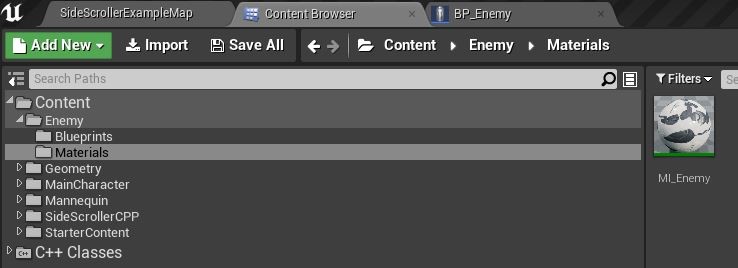 SideScrollerExampleMap Content Browser BP_Enemy
Add New Import Save All Content Enemy Materials
Search Paths Filters Se
Content
Enemy
Blueprints
Materials
Geometry
MainCharacter
Mannequin
SideScrollerCPP
StarterContent
C++ Classes
MI_Enemy